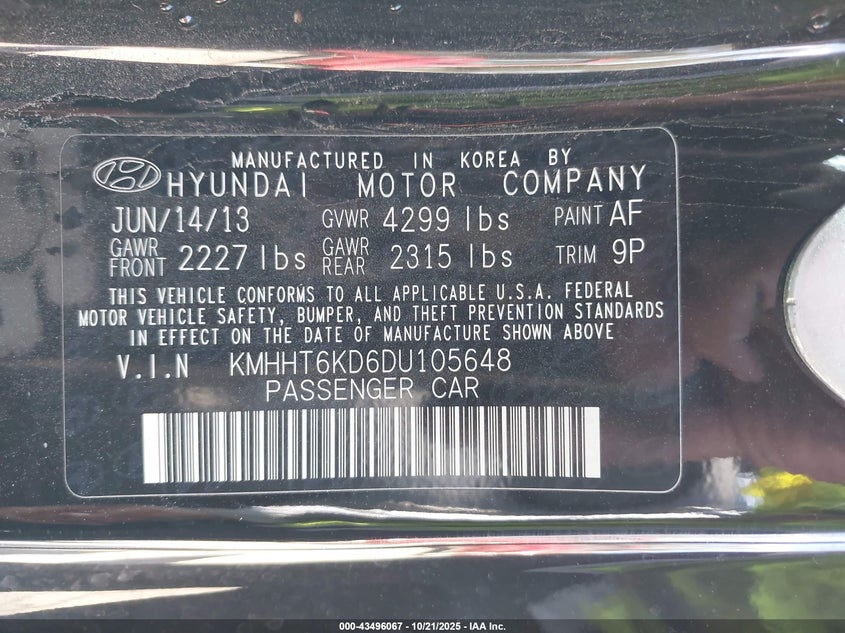 MANUFACTURED IN KOREA BY
HYUNDAI MOTOR COMPANY
JUN/14/13 GVWR 4299 lbs PAINT AF
GAWR FRONT 2227 lbs GAWR REAR 2315 lbs TRIM 9P
THIS VEHICLE CONFORMS TO ALL APPLICABLE U.S.A. FEDERAL
MOTOR VEHICLE SAFETY, BUMPER, AND THEFT PREVENTION STANDARDS
IN EFFECT ON THE DATE OF MANUFACTURE SHOWN ABOVE
V.I.N KMHHT6KD6DU105648
PASSENGER CAR
000-43496067 - 10/21/2025 - IAA Inc.